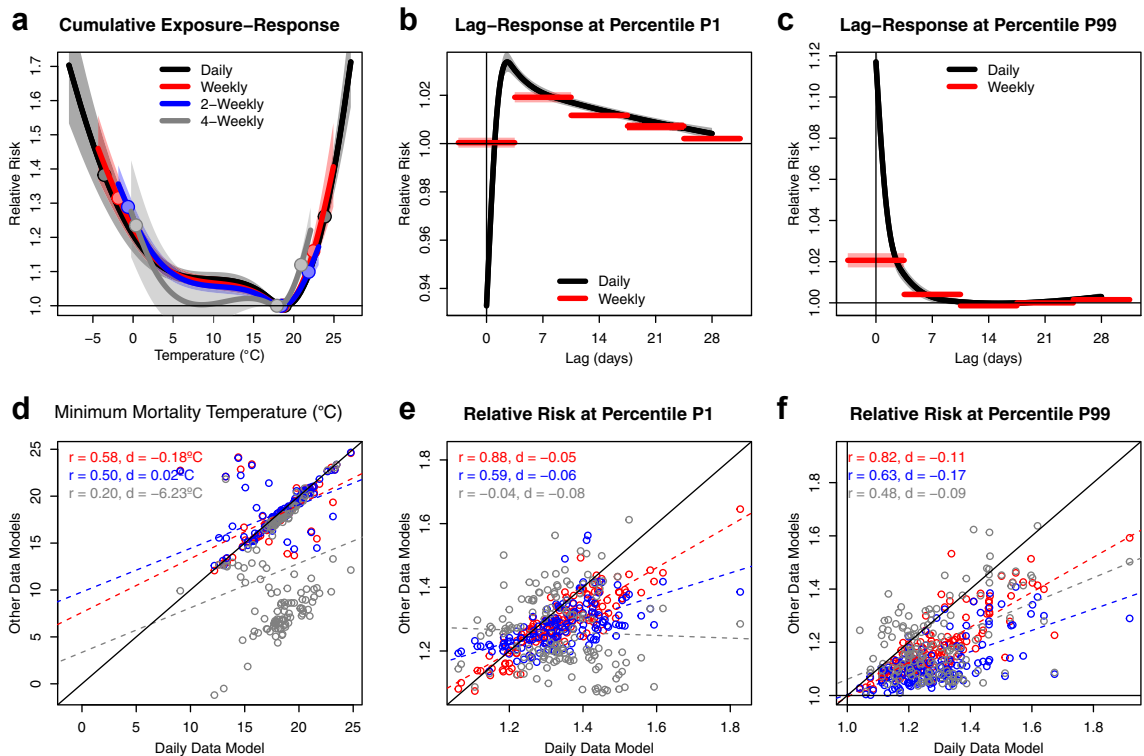 a Cumulative Exposure−Response
Relative Risk
1.0 1.1 1.2 1.3 1.4 1.5 1.6 1.7
Daily
Weekly
2−Weekly
4−Weekly
−5 0 5 10 15 20 25
Temperature (°C)
b Lag−Response at Percentile P1
Relative Risk
0.94 0.96 0.98 1.00 1.02
Daily
Weekly
0 7 14 21 28
Lag (days)
c Lag−Response at Percentile P99
Relative Risk
1.00 1.02 1.04 1.06 1.08 1.10 1.12
Daily
Weekly
0 7 14 21 28
Lag (days)
d Minimum Mortality Temperature (°C)
Other Data Models
0 5 10 15 20 25
r = 0.58, d = −0.18ºC
r = 0.50, d = 0.02ºC
r = 0.20, d = −6.23ºC
0 5 10 15 20 25
Daily Data Model
e Relative Risk at Percentile P1
Other Data Models
1.2 1.4 1.6 1.8
r = 0.88, d = −0.05
r = 0.59, d = −0.06
r = −0.04, d = −0.08
1.2 1.4 1.6 1.8
Daily Data Model
f Relative Risk at Percentile P99
Other Data Models
1.0 1.2 1.4 1.6 1.8
r = 0.82, d = −0.11
r = 0.63, d = −0.17
r = 0.48, d = −0.09
1.0 1.2 1.4 1.6 1.8
Daily Data Model